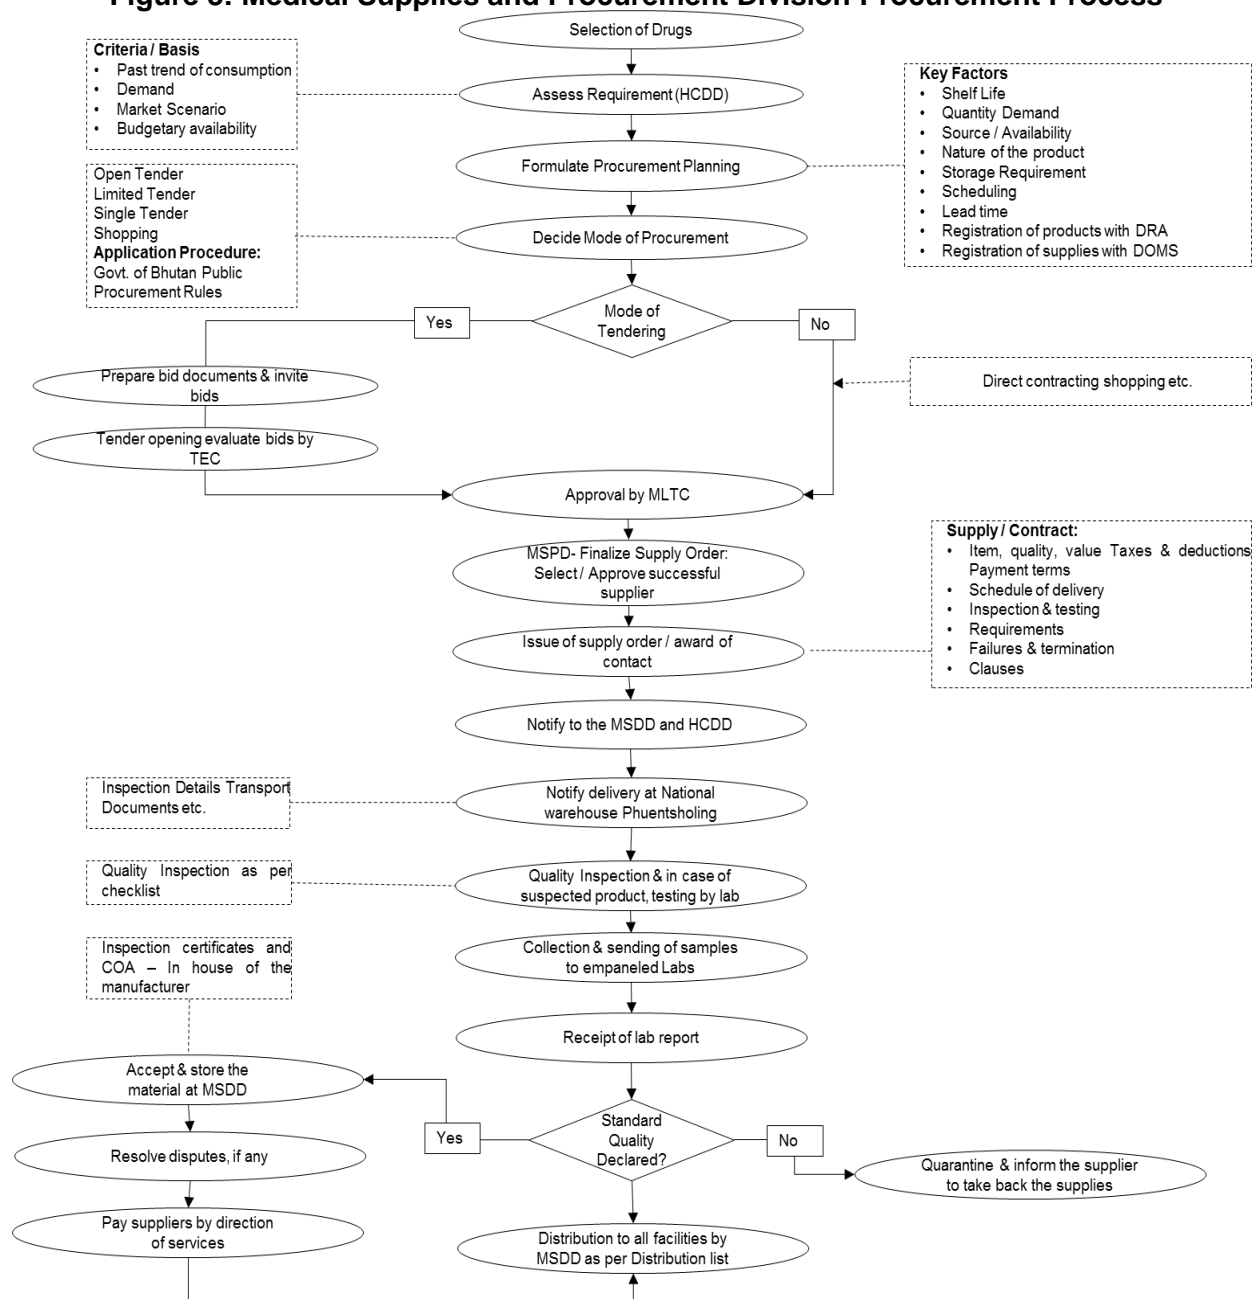 Figure 3: Medical Supplies and Procurement Division Procurement Process
Selection of Drugs
Criteria / Basis
• Past trend of consumption
• Demand
• Market Scenario
• Budgetary availability
Assess Requirement (HCDD)
Key Factors
• Shelf Life
• Quantity Demand
• Source / Availability
• Nature of the product
• Storage Requirement
• Scheduling
• Lead time
• Registration of products with DRA
• Registration of supplies with DOMS
Formulate Procurement Planning
Open Tender
Limited Tender
Single Tender
Shopping
Application Procedure:
Govt. of Bhutan Public
Procurement Rules
Decide Mode of Procurement
Mode of
Tendering
Yes
No
Prepare bid documents & invite
bids
Direct contracting shopping etc.
Tender opening evaluate bids by
TEC
Approval by MLTC
MSPD- Finalize Supply Order:
Select / Approve successful
supplier
Supply / Contract:
• Item, quality, value Taxes & deductions
Payment terms
• Schedule of delivery
• Inspection & testing
• Requirements
• Failures & termination
• Clauses
Issue of supply order / award of
contact
Notify to the MSDD and HCDD
Inspection Details Transport
Documents etc.
Notify delivery at National
warehouse Phuentsholing
Quality Inspection as per
checklist
Quality Inspection & in case of
suspected product, testing by lab
Inspection certificates and
COA – In house of the
manufacturer
Collection & sending of samples
to empaneled Labs
Receipt of lab report
Accept & store the
material at MSDD
Standard
Quality
Declared?
Yes
No
Resolve disputes, if any
Quarantine & inform the supplier
to take back the supplies
Pay suppliers by direction
of services
Distribution to all facilities by
MSDD as per Distribution list